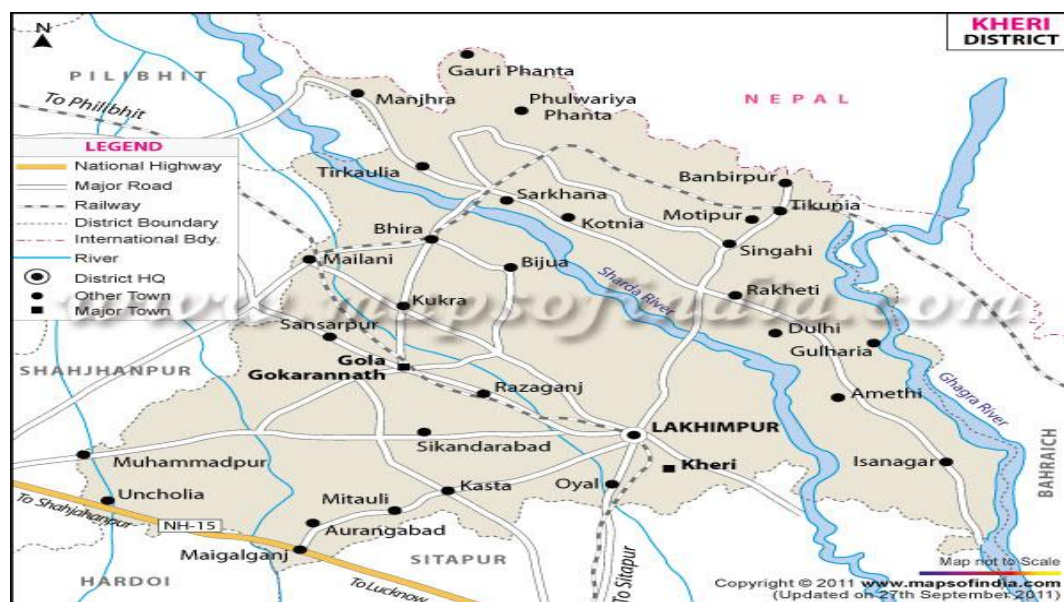 N
KHERI
DISTRICT
PILIBHIT
To Philibhit
Gauri Phanta
Manjhra
Phulwariya
Phanta
NEPAL
LEGEND
National Highway
Major Road
Railway
District Boundary
International Bdy.
River
District HQ
Other Town
Major Town
Tirkaulia
Sarkhana
Banbirpur
Kotnia
Motipur
Tikunia
Bhira
Singahi
Mailani
Bijua
Sharda River
Rakheti
Kukra
www.mapsofindia.com
Sansarpur
Dulhi
Gulharia
SHAHJHANPUR
Gola
Gokarannath
Razaganj
Amethi
Ghagra River
LAKHIMPUR
Sikandarabad
Muhammadpur
Kheri
Isanagar
BAHRAICH
Uncholia
Mitauli
Kasta
Oyal
To Shahjahanpur
NH-15
Aurangabad
Maigalganj
SITAPUR
HARDOI
To Lucknow
To Sitapur
Map not to Scale
Copyright © 2011 www.mapsofindia.com
(Updated on 27th September 2011)